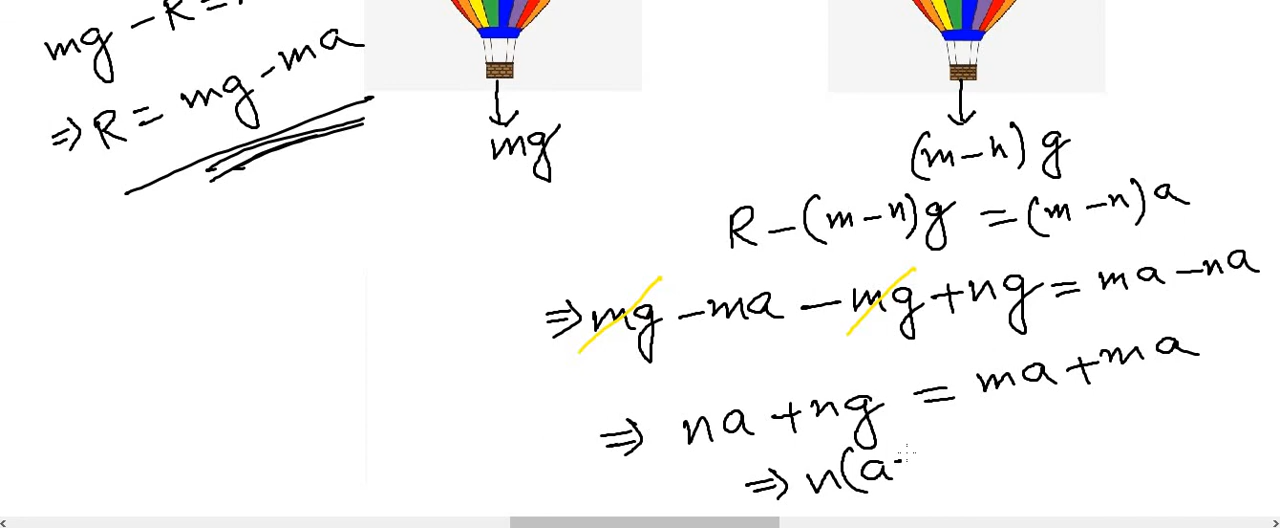 mg - R =
⇒ R = mg - ma
mg
(m-n) g
R - (m-n)g = (m-n)a
⇒ mg - ma - mg + ng = ma - na
⇒ na + ng = ma + ma
⇒ n(a